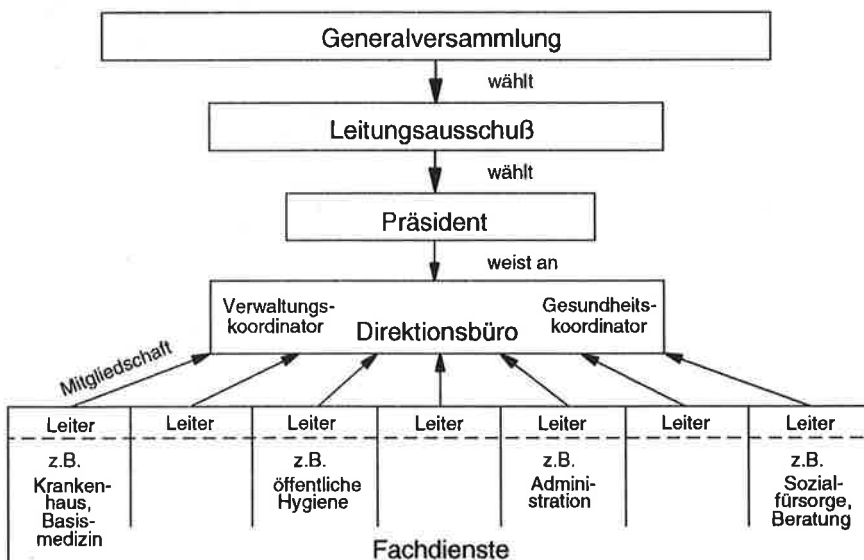 Generalversammlung
wählt
Leitungsausschuß
wählt
Präsident
weist an
Verwaltungs-
koordinator
Direktionsbüro
Gesundheits-
koordinator
Mitgliedschaft
Leiter Leiter Leiter Leiter Leiter Leiter Leiter
z.B.
Kranken-
haus,
Basis-
medizin
z.B.
öffentliche
Hygiene
z.B.
Admini-
stration
z.B.
Sozial-
fürsorge,
Beratung
Fachdienste